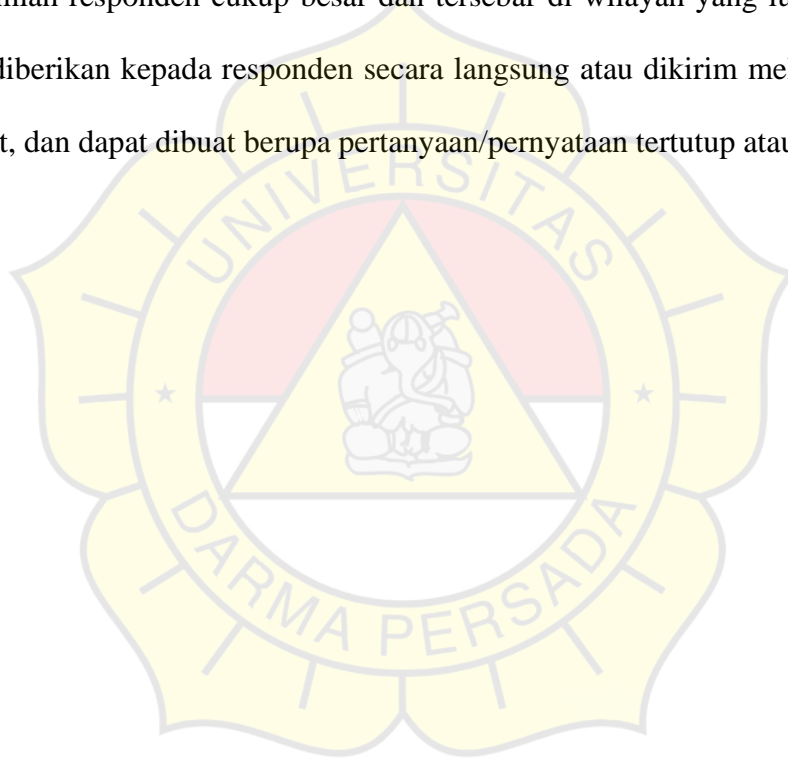 responden cukup besar dan tersebar di wilayah yang
diberikan kepada responden secara langsung atau dikirim
dan dapat dibuat berupa pertanyaan/pernyataan tertutup atau
UNIVERSITAS
DARMA PERSADA